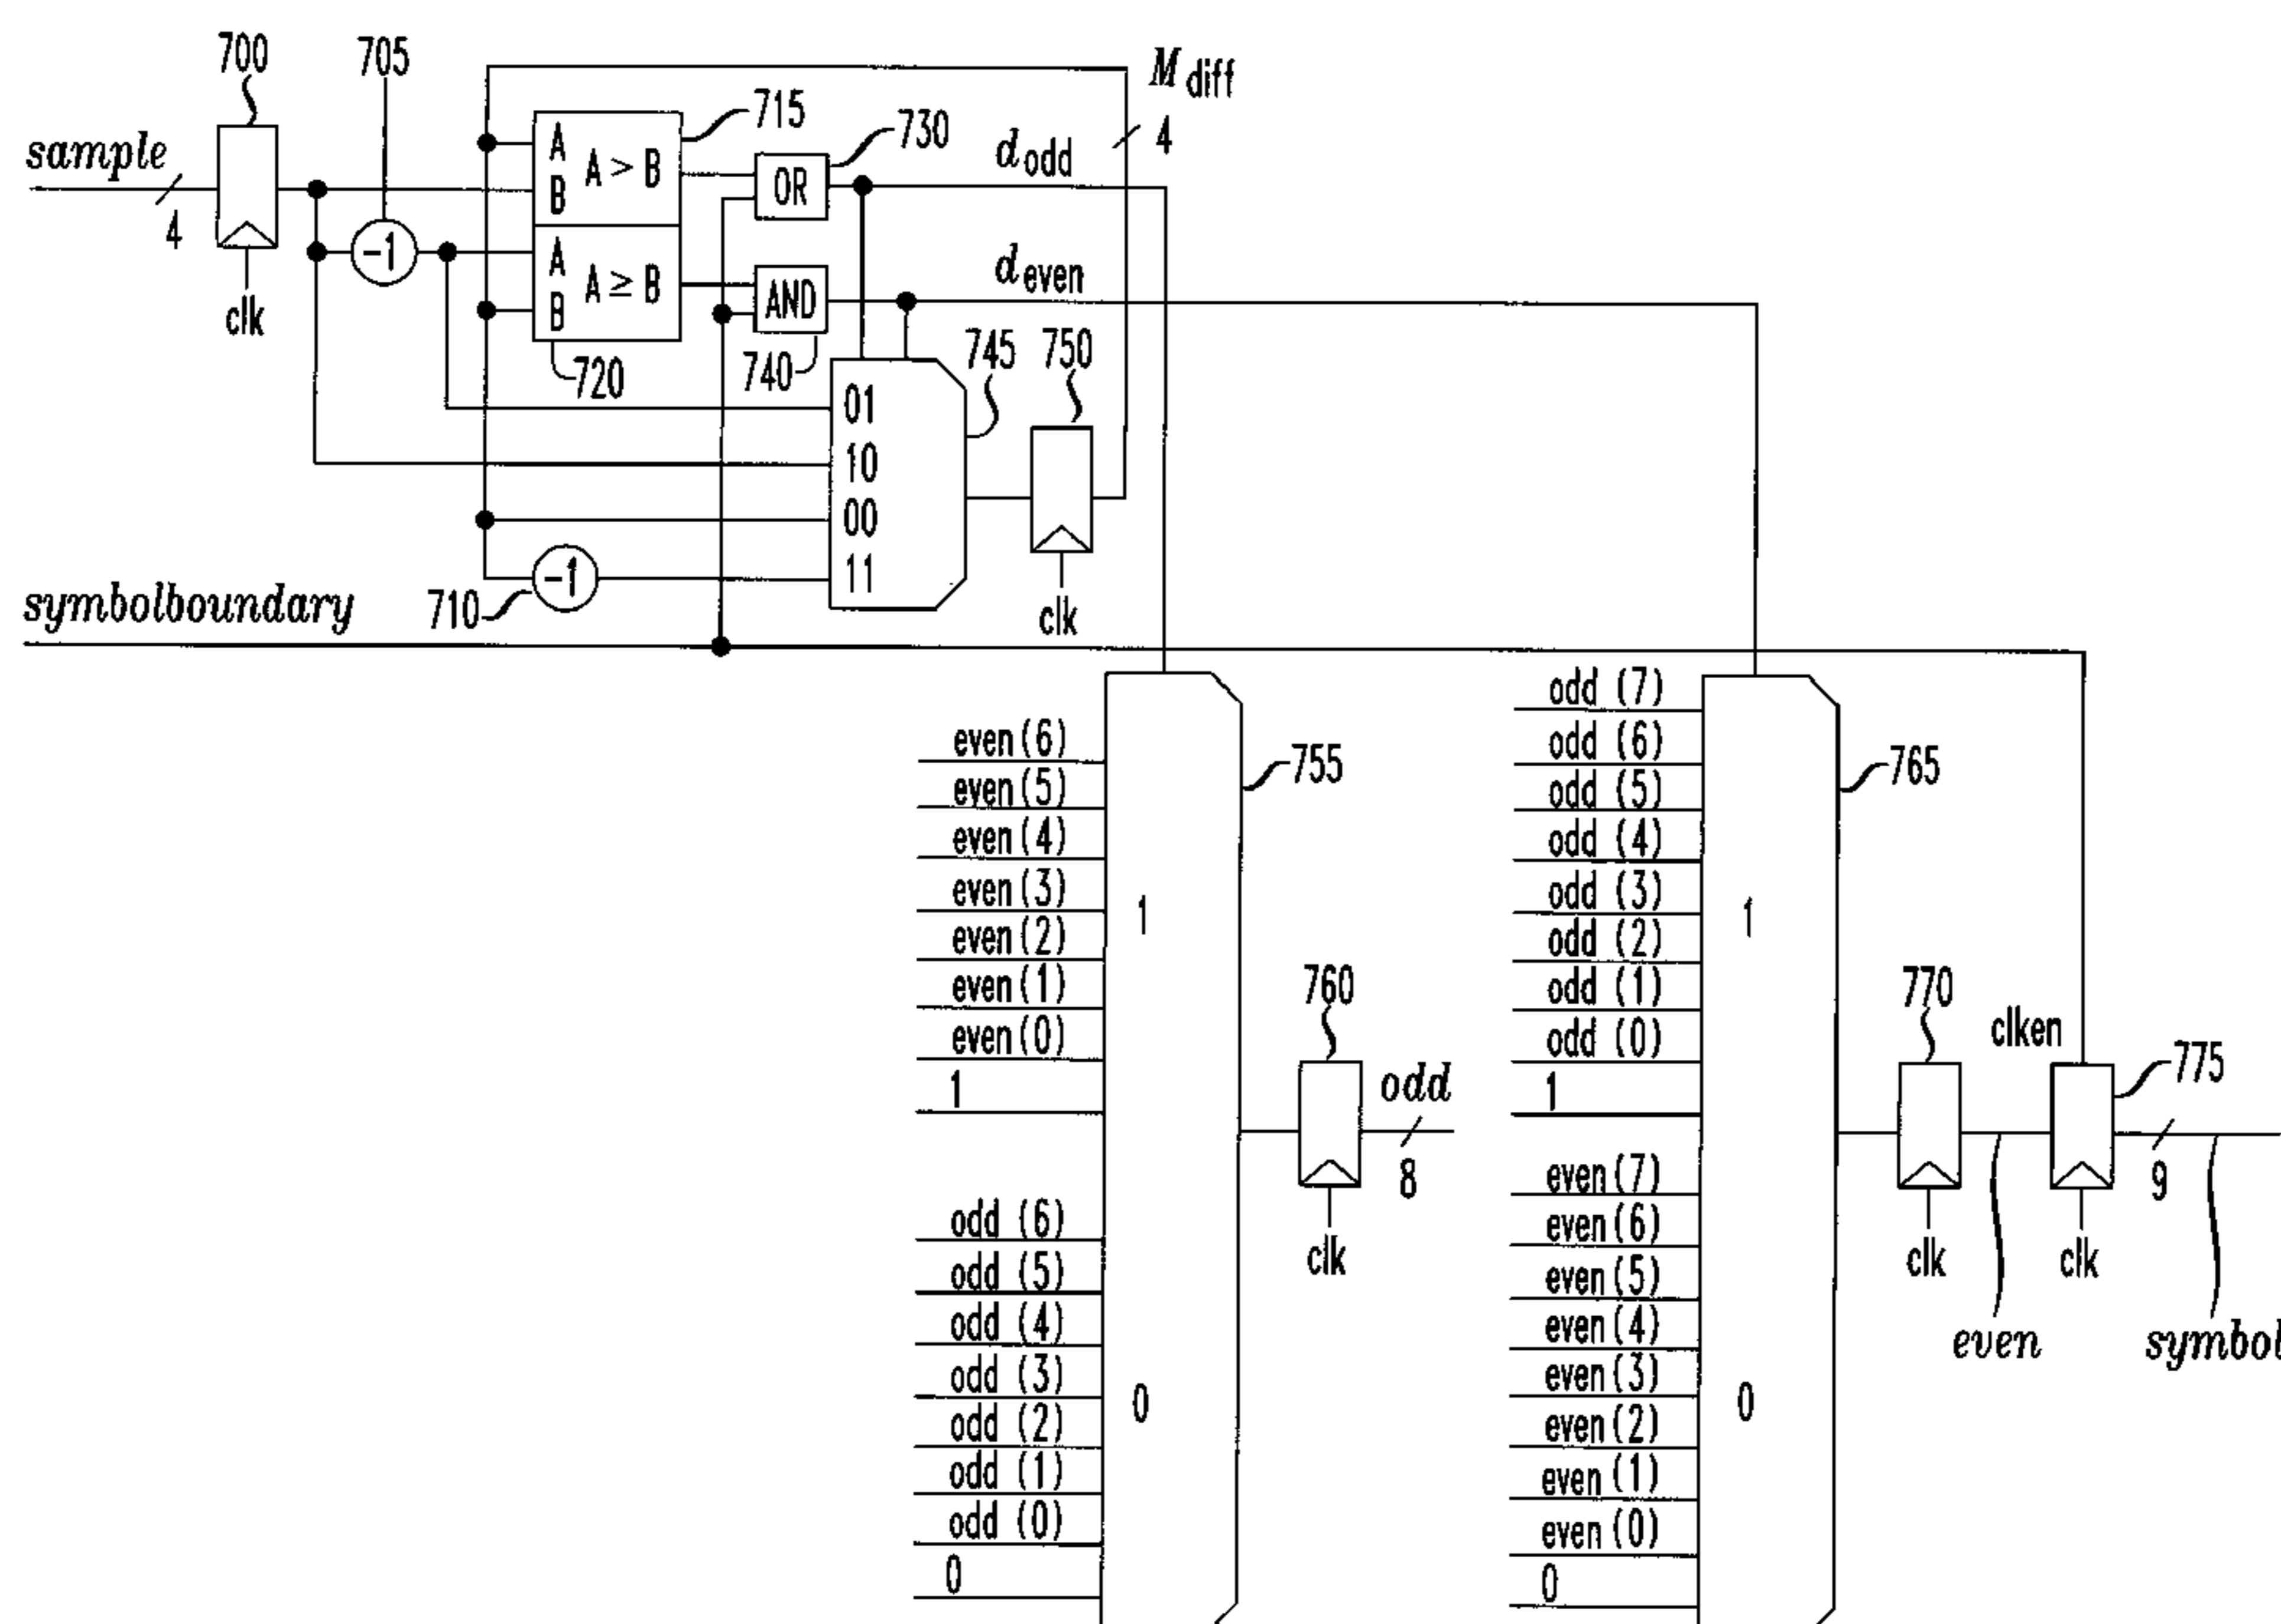 700
705
M diff
715
730
sample
4
A
B
A > B
OR
d odd
4
-1
A
B
A ≥ B
AND
d even
clk
720
740
745
750
01
10
00
11
-1
710
clk
symbolboundary
even(6)
even(5)
even(4)
even(3)
even(2)
even(1)
even(0)
1
odd (6)
odd (5)
odd (4)
odd (3)
odd (2)
odd (1)
odd (0)
0
1
0
755
760
clk
odd
8
odd (7)
odd (6)
odd (5)
odd (4)
odd (3)
odd (2)
odd (1)
odd (0)
1
even(7)
even(6)
even(5)
even(4)
even(3)
even(2)
even(1)
even(0)
0
1
0
765
770
clk
even
clken
775
clk
9
symbol